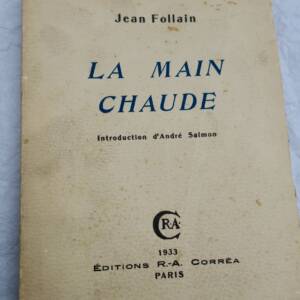 Jean Follain
LA MAIN
CHAUDE
Introduction d'André Salmon
CRA
1933
ÉDITIONS R.-A. CORRÊA
PARIS